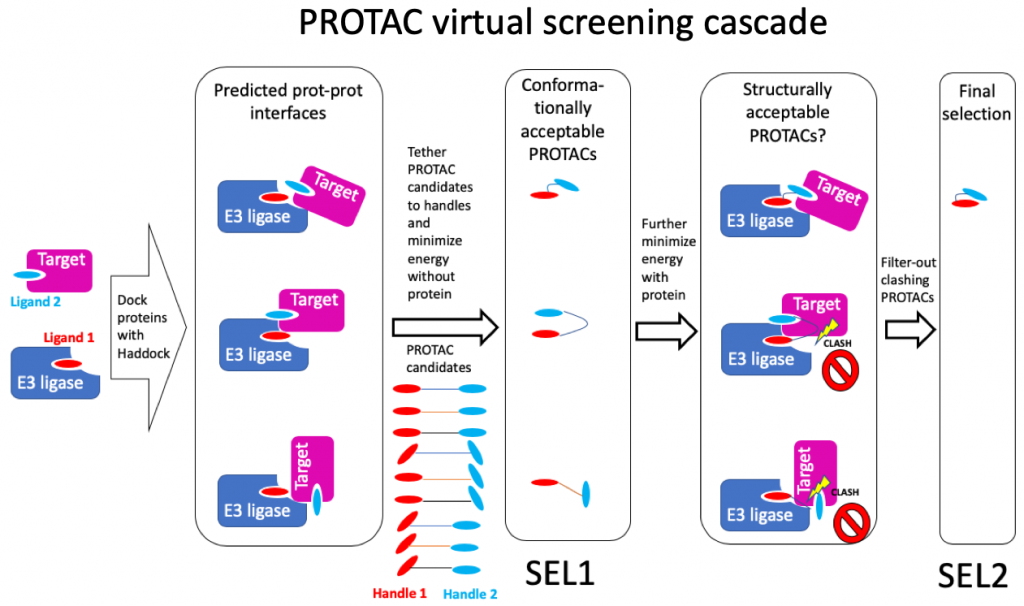 PROTAC virtual screening cascade
Predicted prot-prot
interfaces
Target
E3 ligase
Target
E3 ligase
Target
E3 ligase
Target
Ligand 2
Ligand 1
E3 ligase
Dock
proteins
with
Haddock
Tether
PROTAC
candidates
to handles
and
minimize
energy
without
protein
PROTAC
candidates
Handle 1
Handle 2
Conforma-
tionally
acceptable
PROTACs
SEL1
Further
minimize
energy
with
protein
Structurally
acceptable
PROTACs?
Target
E3 ligase
Target
CLASH
E3 ligase
Target
CLASH
E3 ligase
Filter-out
clashing
PROTACs
Final
selection
SEL2